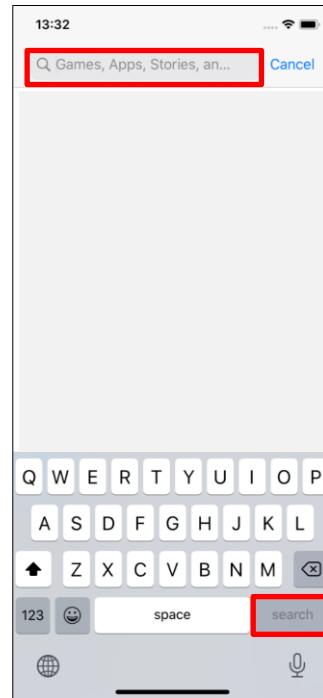 13:32
Games, Apps, Stories, an...
Cancel
Q W E R T Y U I O P
A S D F G H J K L
Z X C V B N M
123
space
search